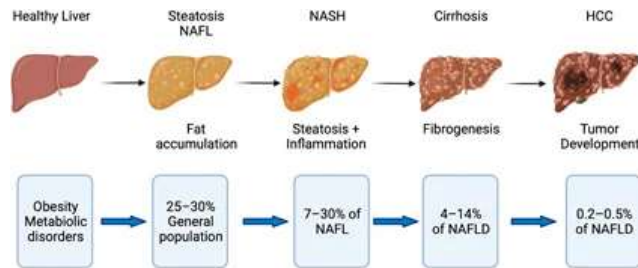 Healthy Liver
Steatosis
NAFL
NASH
Cirrhosis
HCC
Fat
accumulation
Steatosis +
Inflammation
Fibrogenesis
Tumor
Development
Obesity
Metabolic
disorders
25–30%
General
population
7–30% of
NAFL
4–14%
of NAFLD
0.2–0.5%
of NAFLD